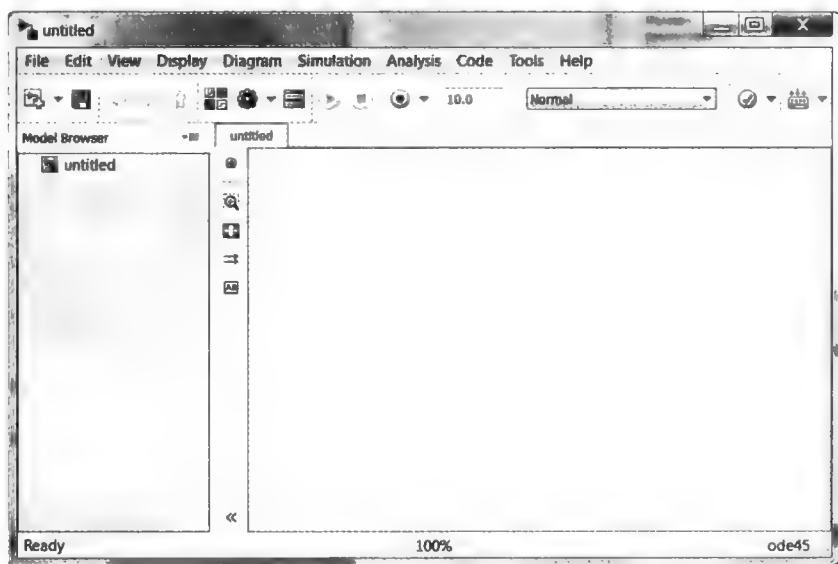 untitled
File Edit View Display Diagram Simulation Analysis Code Tools Help
10.0 Normal
Model Browser untitled
untitled
Ready 100% ode45